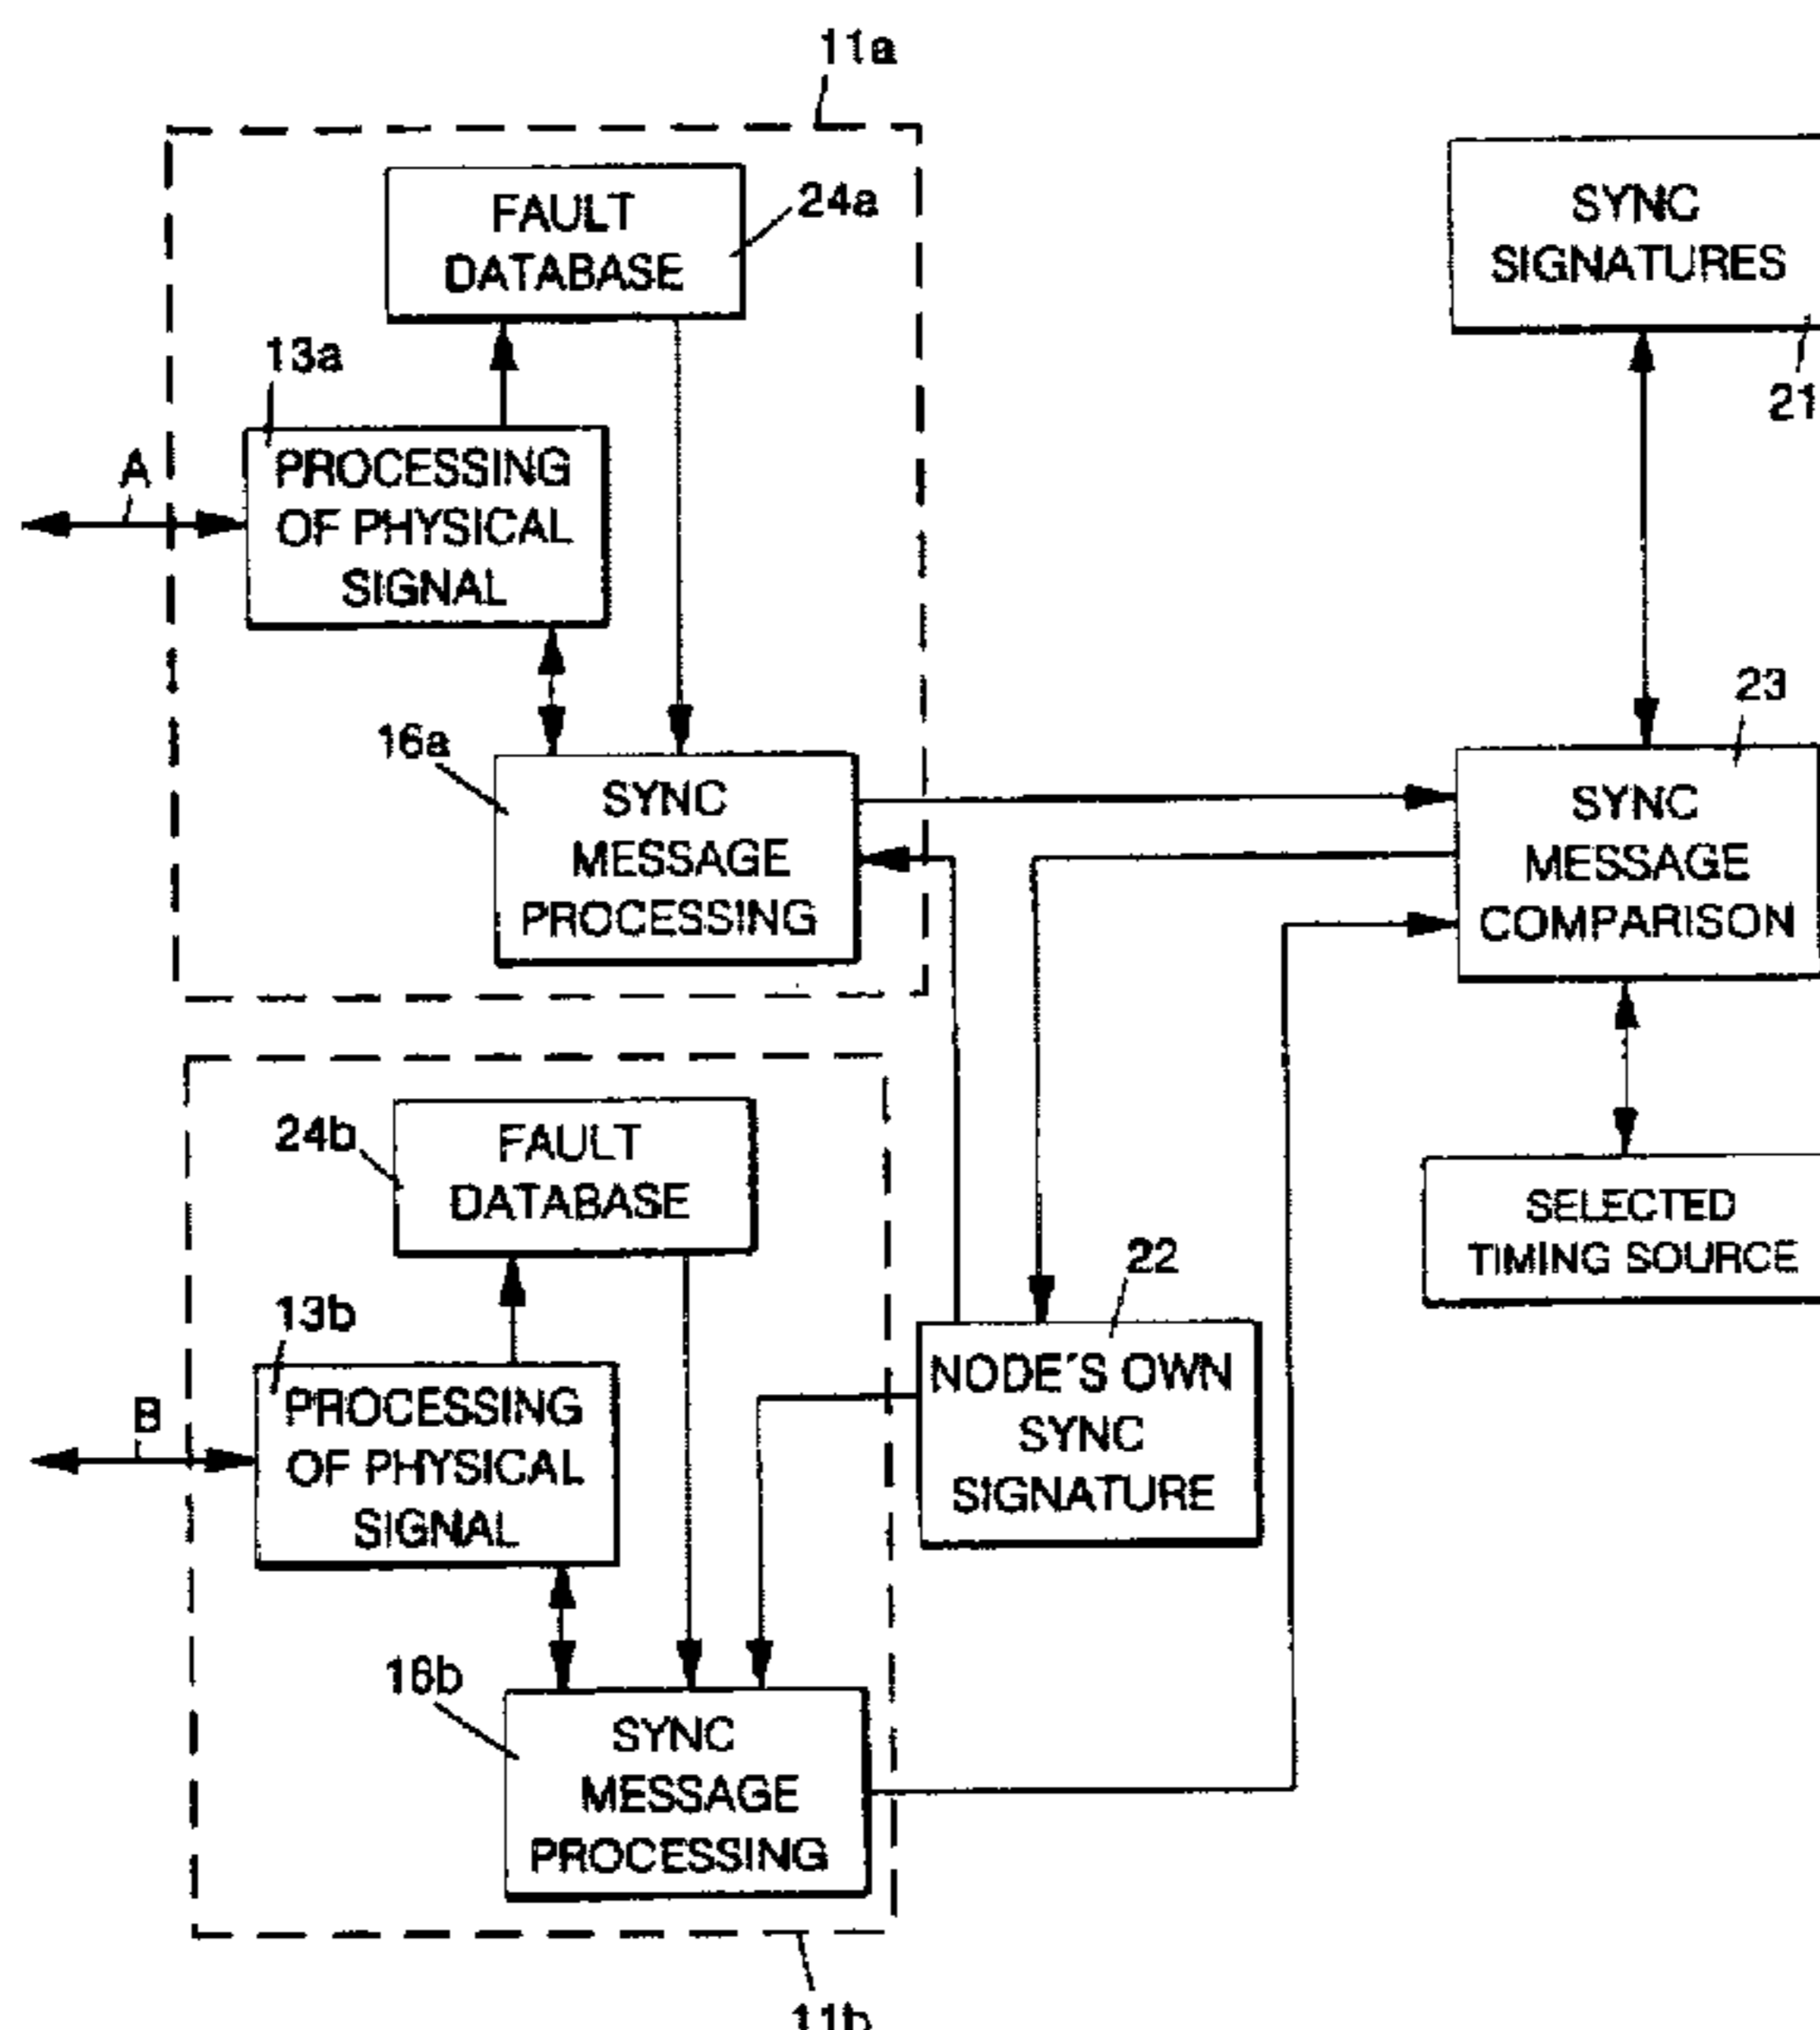 11a
FAULT
DATABASE
24a
13a
PROCESSING
OF PHYSICAL
SIGNAL
A
16a
SYNC
MESSAGE
PROCESSING
SYNC
SIGNATURES
21
23
SYNC
MESSAGE
COMPARISON
SELECTED
TIMING SOURCE
22
NODE'S OWN
SYNC
SIGNATURE
24b
FAULT
DATABASE
13b
PROCESSING
OF PHYSICAL
SIGNAL
B
16b
SYNC
MESSAGE
PROCESSING
11b